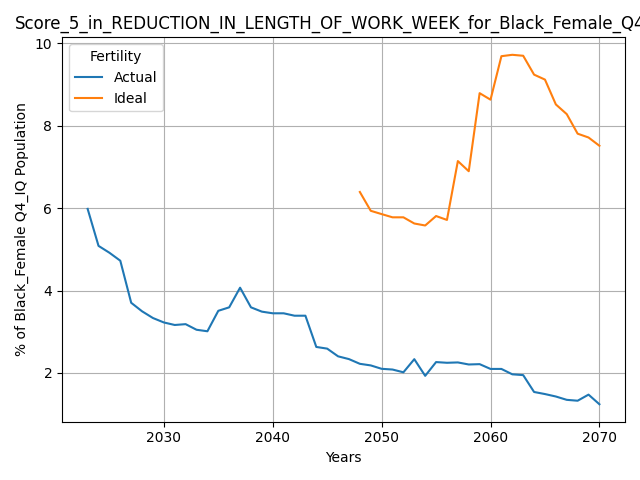 Score_5_in_REDUCTION_IN_LENGTH_OF_WORK_WEEK_for_Black_Female_Q4
Fertility
Actual
Ideal
10
8
6
4
2
% of Black_Female Q4_IQ Population
2030
2040
2050
2060
2070
Years